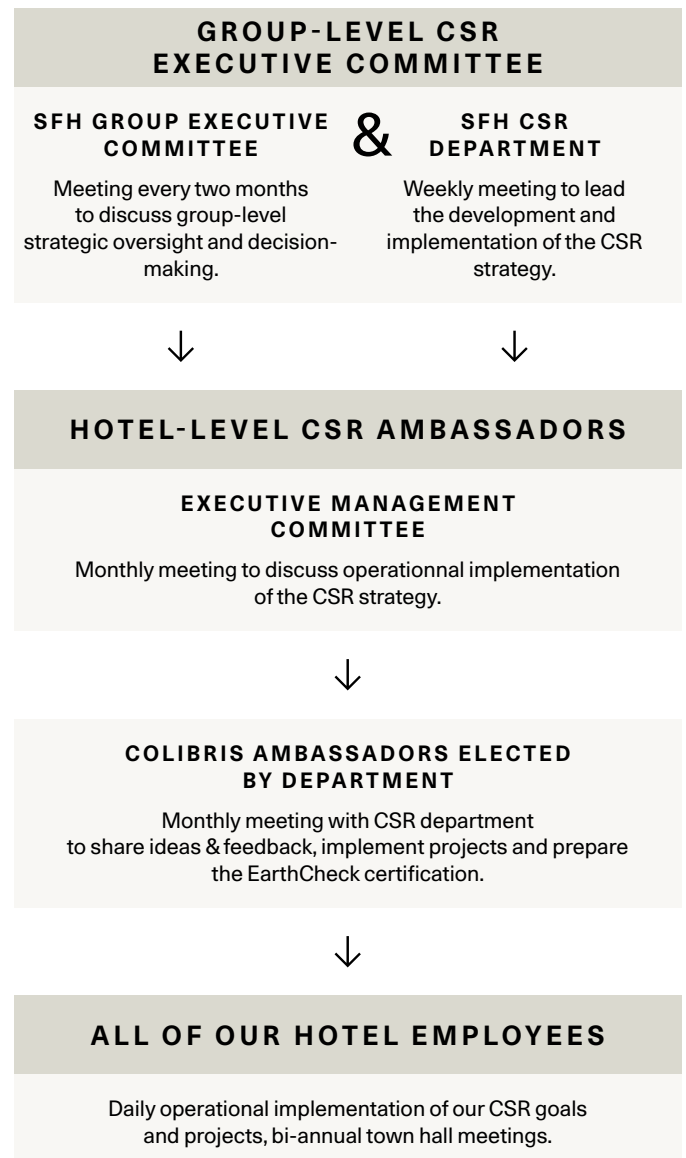 GROUP-LEVEL CSR
EXECUTIVE COMMITTEE
SFH GROUP EXECUTIVE
COMMITTEE
Meeting every two months
to discuss group-level
strategic oversight and decision-
making.
&
SFH CSR
DEPARTMENT
Weekly meeting to lead
the development and
implementation of the CSR
strategy.
HOTEL-LEVEL CSR AMBASSADORS
EXECUTIVE MANAGEMENT
COMMITTEE
Monthly meeting to discuss operationnal implementation
of the CSR strategy.
COLIBRIS AMBASSADORS ELECTED
BY DEPARTMENT
Monthly meeting with CSR department
to share ideas & feedback, implement projects and prepare
the EarthCheck certification.
ALL OF OUR HOTEL EMPLOYEES
Daily operational implementation of our CSR goals
and projects, bi-annual town hall meetings.